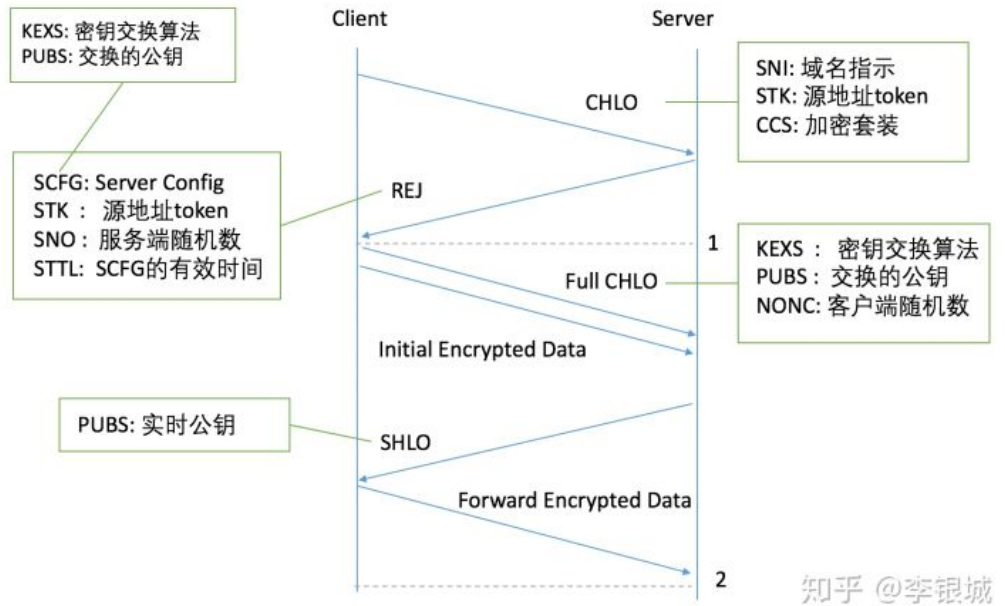 Client
Server
KEXS: 密钥交换算法
PUBS: 交换的公钥
SNI: 域名指示
STK: 源地址token
CCS: 加密套装
CHLO
SCFG: Server Config
STK : 源地址token
SNO : 服务端随机数
STTL: SCFG的有效时间
REJ
1
KEXS : 密钥交换算法
PUBS : 交换的公钥
NONC: 客户端随机数
Full CHLO
Initial Encrypted Data
PUBS: 实时公钥
SHLO
Forward Encrypted Data
2
知乎 @李银城